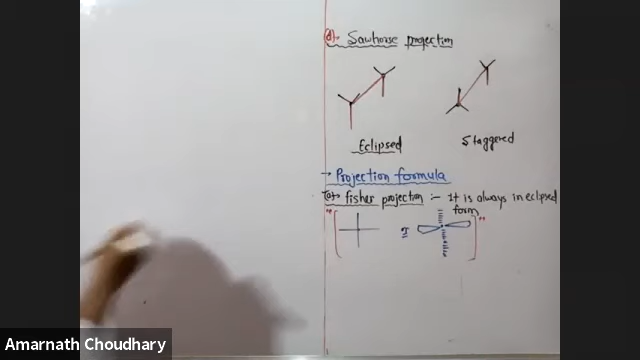 (d)→ Sawhorse projection
Eclipsed
Staggered
→ Projection formula
(a)→ fisher projection :- It is always in eclipsed
form
Amarnath Choudhary